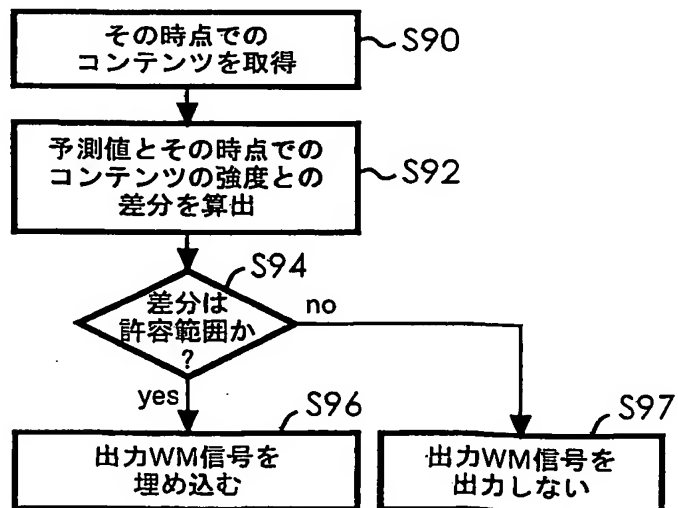 その時点での
コンテンツを取得
S90
予測値とその時点での
コンテンツの強度との
差分を算出
S92
S94
差分は
許容範囲か
?
no
yes
S96
出力WM信号を
埋め込む
S97
出力WM信号を
出力しない